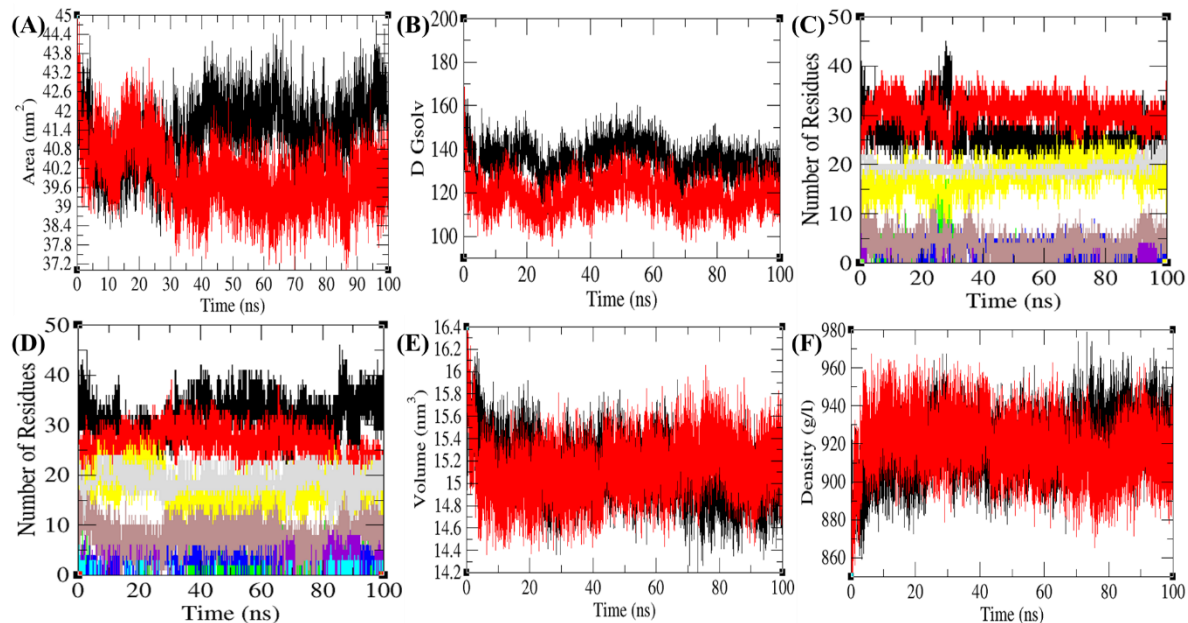 (A)
Area (nm²)
45
44.4
43.8
43.2
42.6
42
41.4
40.8
40.2
39.6
39
38.4
37.8
37.2
0 10 20 30 40 50 60 70 80 90 100
Time (ns)
(B)
D Gsolv
200
180
160
140
120
100
0 20 40 60 80 100
Time (ns)
(C)
Number of Residues
50
40
30
20
10
0
0 20 40 60 80 100
Time (ns)
(D)
Number of Residues
50
40
30
20
10
0
0 20 40 60 80 100
Time (ns)
(E)
Volume (nm³)
16.4
16.2
16
15.8
15.6
15.4
15.2
15
14.8
14.6
14.4
14.2
0 20 40 60 80 100
Time (ns)
(F)
Density (g/l)
980
960
940
920
900
880
860
0 20 40 60 80 100
Time (ns)